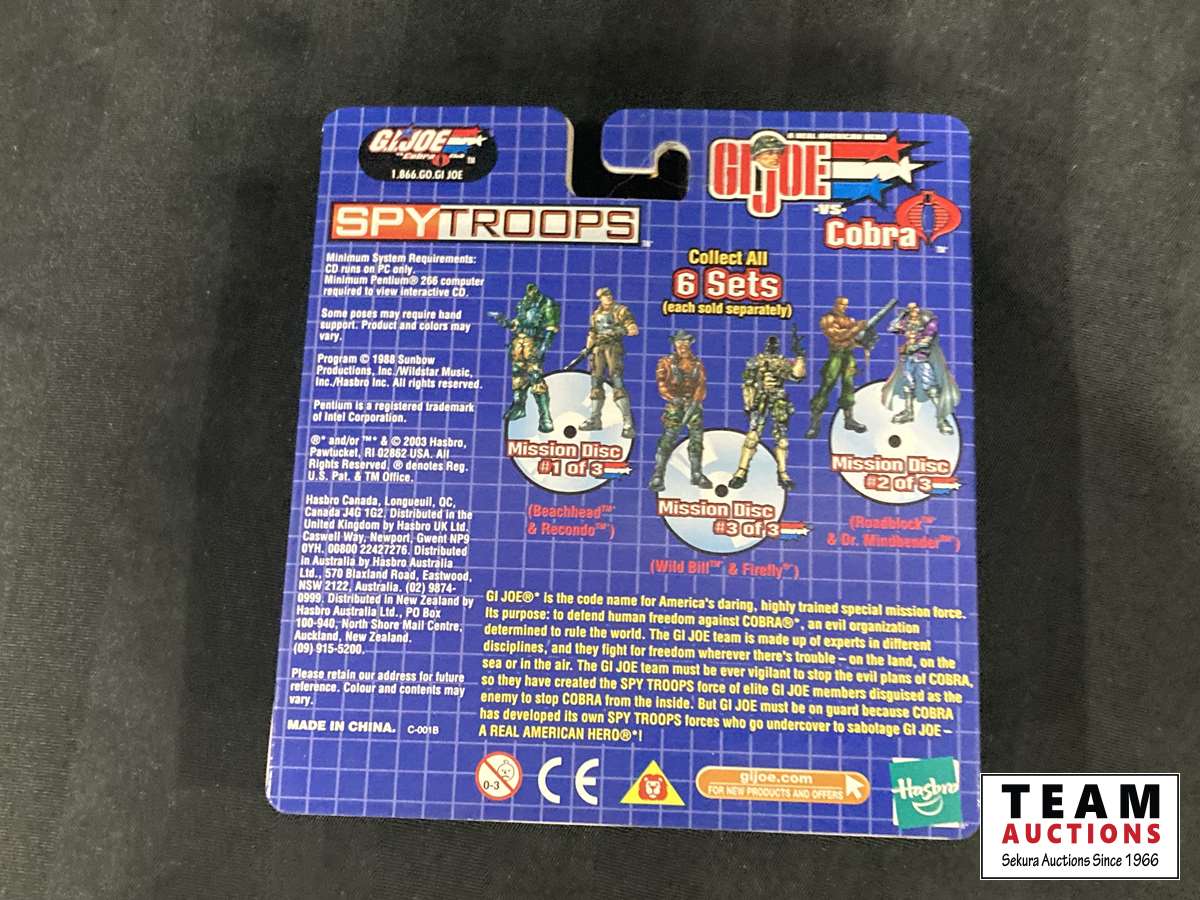 G.I.JOE
vs Cobra
1.866.GO.GI JOE
A REAL AMERICAN HERO
GI JOE
-VS-
Cobra
SPYTROOPS™
Minimum System Requirements:
CD runs on PC only.
Minimum Pentium® 266 computer
required to view interactive CD.
Some poses may require hand
support. Product and colors may
vary.
Program © 1988 Sunbow
Productions, Inc./Wildstar Music,
Inc./Hasbro Inc. All rights reserved.
Pentium is a registered trademark
of Intel Corporation.
®* and/or ™* & © 2003 Hasbro,
Pawtucket, RI 02862 USA. All
Rights Reserved. ® denotes Reg.
U.S. Pat. & TM Office.
Hasbro Canada, Longueuil, QC,
Canada J4G 1G2. Distributed in the
United Kingdom by Hasbro UK Ltd.
Caswell Way, Newport, Gwent NP9
0YH. 00800 22427276. Distributed
in Australia by Hasbro Australia
Ltd., 570 Blaxland Road, Eastwood,
NSW 2122, Australia. (02) 9874-
0999. Distributed in New Zealand by
Hasbro Australia Ltd., PO Box
100-940, North Shore Mail Centre,
Auckland, New Zealand.
(09) 915-5200.
Please retain our address for future
reference. Colour and contents may
vary.
MADE IN CHINA. C-001B
Collect All
6 Sets
(each sold separately)
Mission Disc
#1 of 3
(Beachhead™*
& Recondo™*)
Mission Disc
#3 of 3
(Wild Bill™* & Firefly®*)
Mission Disc
#2 of 3
(Roadblock™*
& Dr. Mindbender™*)
GI JOE®* is the code name for America's daring, highly trained special mission force.
Its purpose: to defend human freedom against COBRA®*, an evil organization
determined to rule the world. The GI JOE team is made up of experts in different
disciplines, and they fight for freedom wherever there's trouble – on the land, on the
sea or in the air. The GI JOE team must be ever vigilant to stop the evil plans of COBRA,
so they have created the SPY TROOPS force of elite GI JOE members disguised as the
enemy to stop COBRA from the inside. But GI JOE must be on guard because COBRA
has developed its own SPY TROOPS forces who go undercover to sabotage GI JOE –
A REAL AMERICAN HERO®*!
0-3
CE
gijoe.com
FOR NEW PRODUCTS AND OFFERS
Hasbro
TEAM
AUCTIONS
Sekura Auctions Since 1966